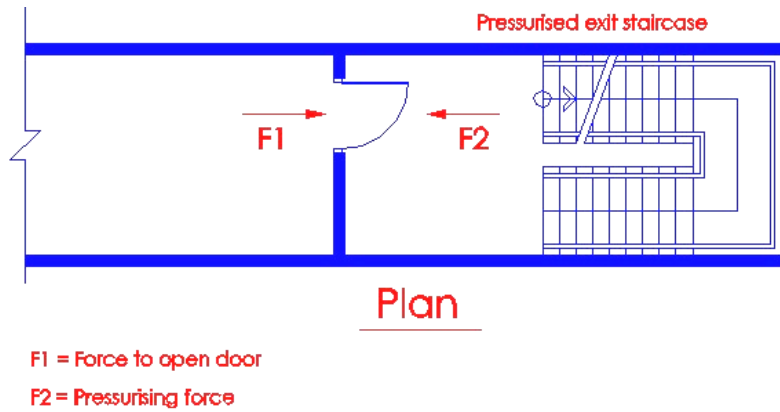 Pressurised exit staircase
F1
F2
Plan
F1 = Force to open door
F2 = Pressurising force